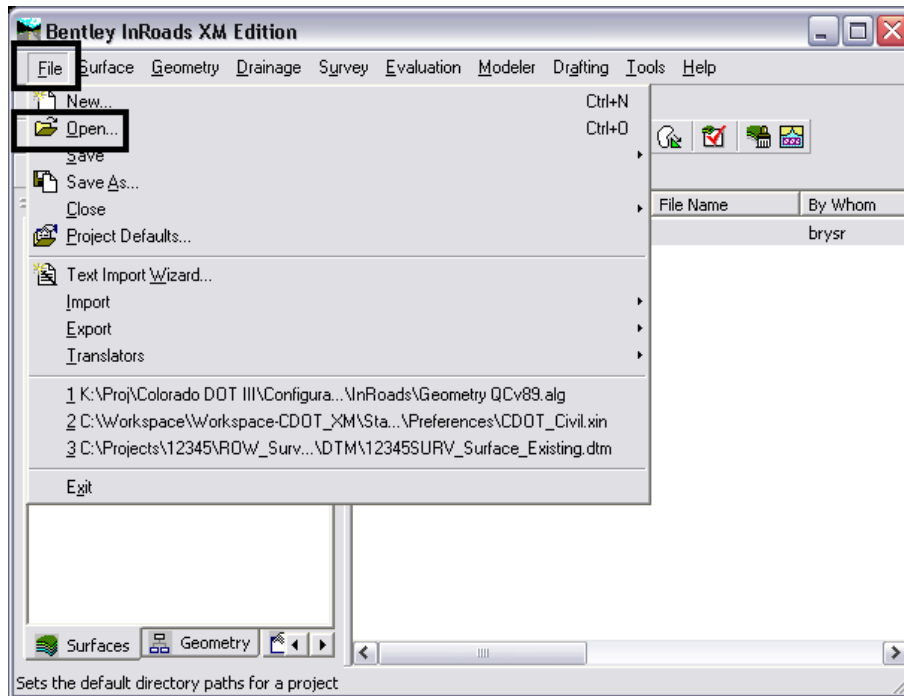 Bentley InRoads XM Edition
File Surface Geometry Drainage Survey Evaluation Modeler Drafting Tools Help
New... Ctrl+N
Open... Ctrl+O
Save
Save As...
Close
Project Defaults...
Text Import Wizard...
Import
Export
Translators
1 K:\Proj\Colorado DOT III\Configura...\InRoads\Geometry QCv89.alg
2 C:\Workspace\Workspace-CDOT_XM\Sta...\Preferences\CDOT_Civil.xin
3 C:\Projects\12345\ROW_Surv...\DTM\12345SURV_Surface_Existing.dtm
Exit
File Name By Whom
brysr
Surfaces Geometry
Sets the default directory paths for a project